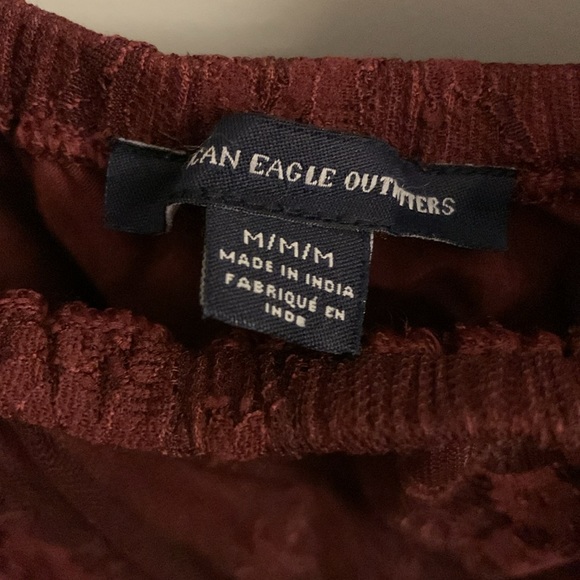 CAN EAGLE OUTFITTERS
M/M/M
MADE IN INDIA
FABRIQUÉ EN
INDE